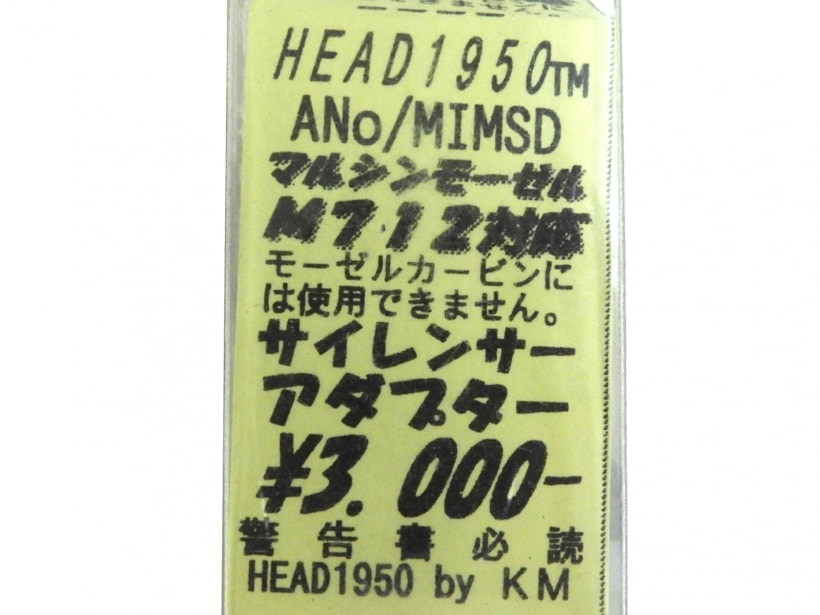 HEAD1950TM
ANo/MIMSD
マルシンモーゼル
M712対応
モーゼルカービンに
は使用できません。
サイレンサー
アダプター
¥3.000-
警告書必読
HEAD1950 by KM